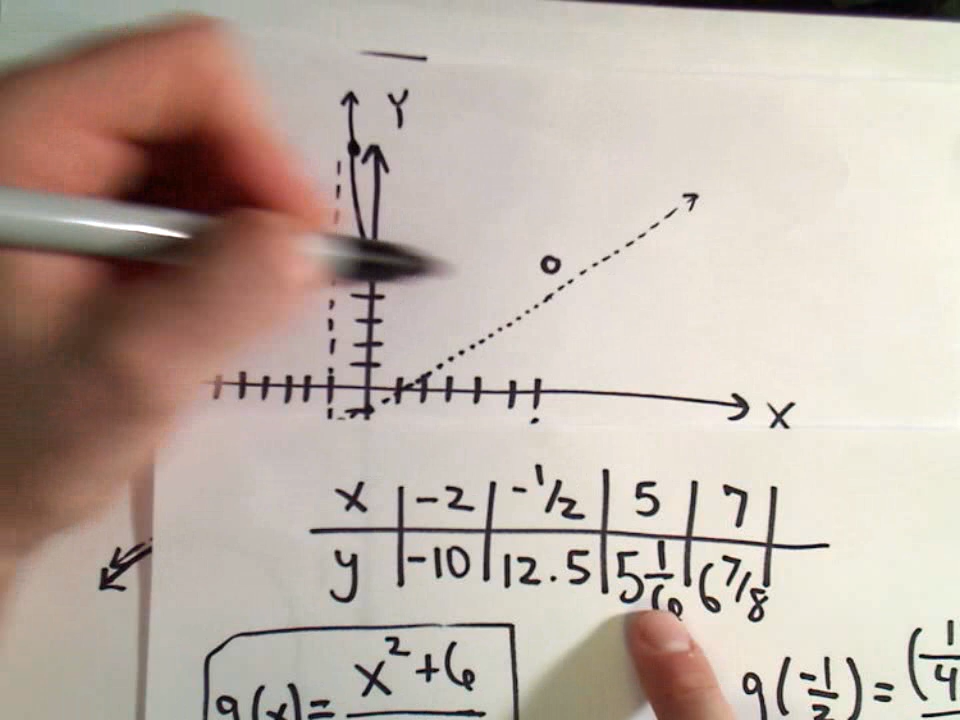 Y
X
x | -2 | -1/2 | 5 | 7 |
y | -10 | 12.5 | 5 1/6 | 6 7/8
g(x) = x² + 6
g(-1/2) = (1/4